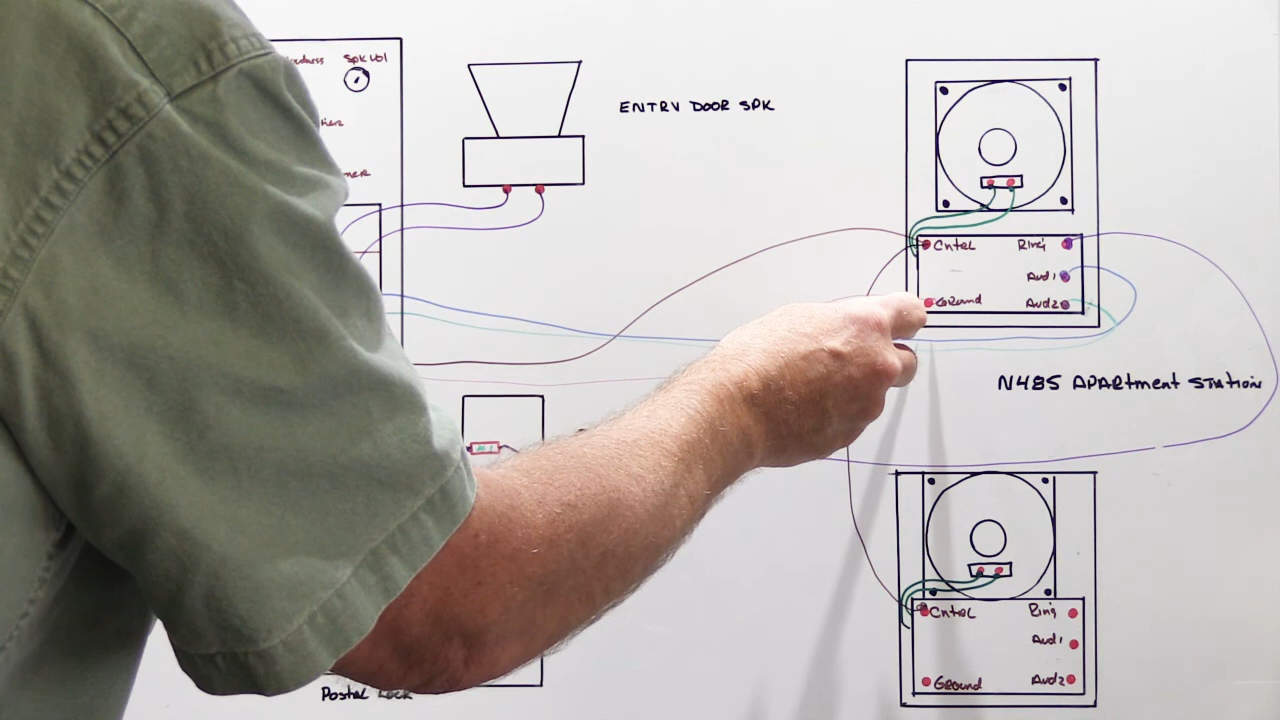 Spk Vol
ENTRY DOOR SPK
Cntrl Ring
Aud1
Ground Aud2
N485 APArtment StatioN
Cntrl Ring
Aud1
Ground Aud2
Postal Lock